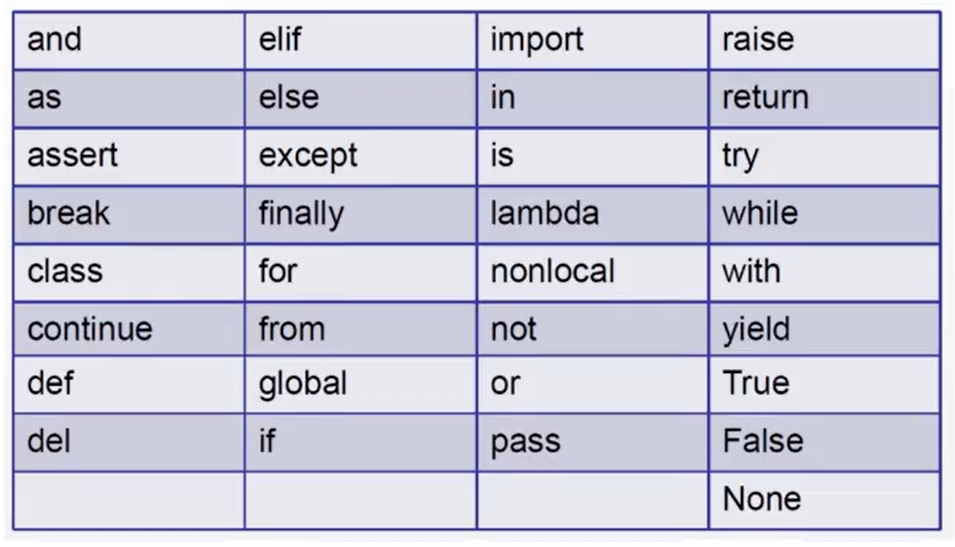 and elif import raise
as else in return
assert except is try
break finally lambda while
class for nonlocal with
continue from not yield
def global or True
del if pass False
None